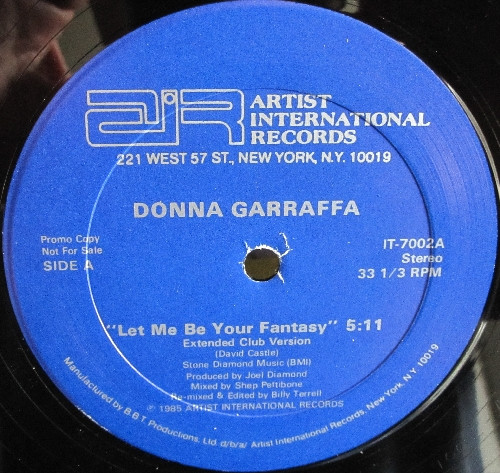 AIR ARTIST
INTERNATIONAL
RECORDS
221 WEST 57 ST., NEW YORK, N.Y. 10019
DONNA GARRAFFA
Promo Copy
Not For Sale
SIDE A
IT-7002A
Stereo
33 1/3 RPM
"Let Me Be Your Fantasy" 5:11
Extended Club Version
(David Castle)
Stone Diamond Music (BMI)
Produced by Joel Diamond
Mixed by Shep Pettibone
Re-mixed & Edited by Billy Terrell
℗ 1985 ARTIST INTERNATIONAL RECORDS
Manufactured by B B T Productions, Ltd. d/b/a/ Artist International Records, New York, N.Y. 10019